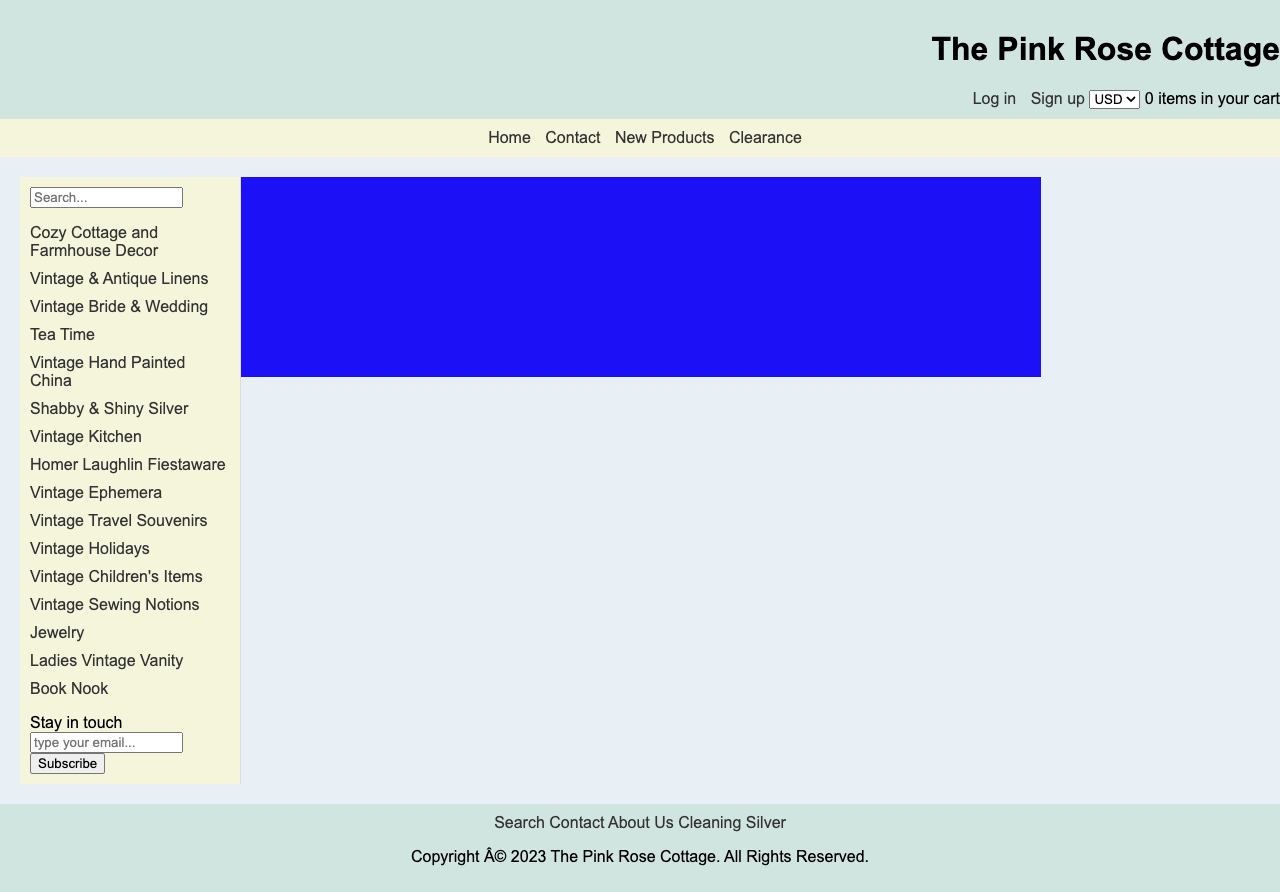 The Pink Rose Cottage
Log in Sign up USD 0 items in your cart
Home Contact New Products Clearance
Search...
Cozy Cottage and
Farmhouse Decor
Vintage & Antique Linens
Vintage Bride & Wedding
Tea Time
Vintage Hand Painted
China
Shabby & Shiny Silver
Vintage Kitchen
Homer Laughlin Fiestaware
Vintage Ephemera
Vintage Travel Souvenirs
Vintage Holidays
Vintage Children's Items
Vintage Sewing Notions
Jewelry
Ladies Vintage Vanity
Book Nook
Stay in touch
type your email...
Subscribe
Search Contact About Us Cleaning Silver
Copyright Â© 2023 The Pink Rose Cottage. All Rights Reserved.